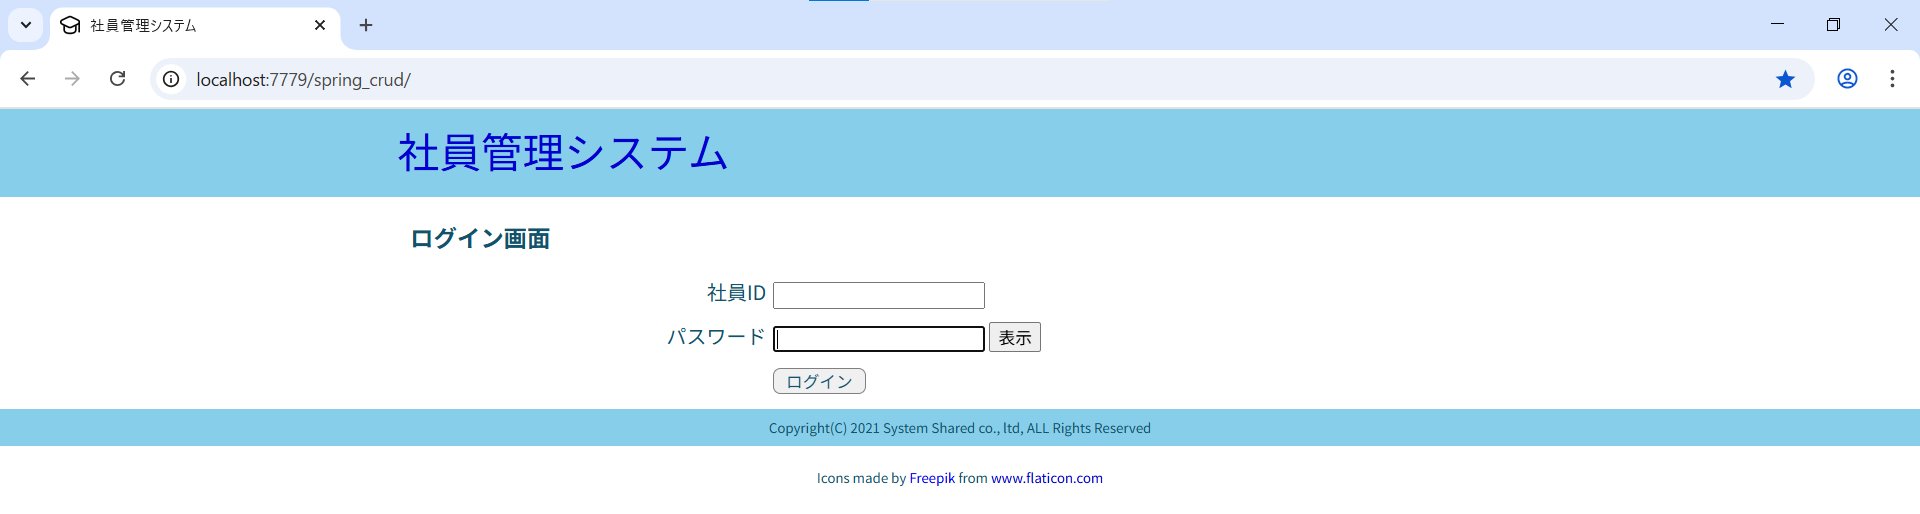 社員管理システム
localhost:7779/spring_crud/
社員管理システム
ログイン画面
社員ID
パスワード 表示
ログイン
Copyright(C) 2021 System Shared co., ltd, ALL Rights Reserved
Icons made by Freepik from www.flaticon.com